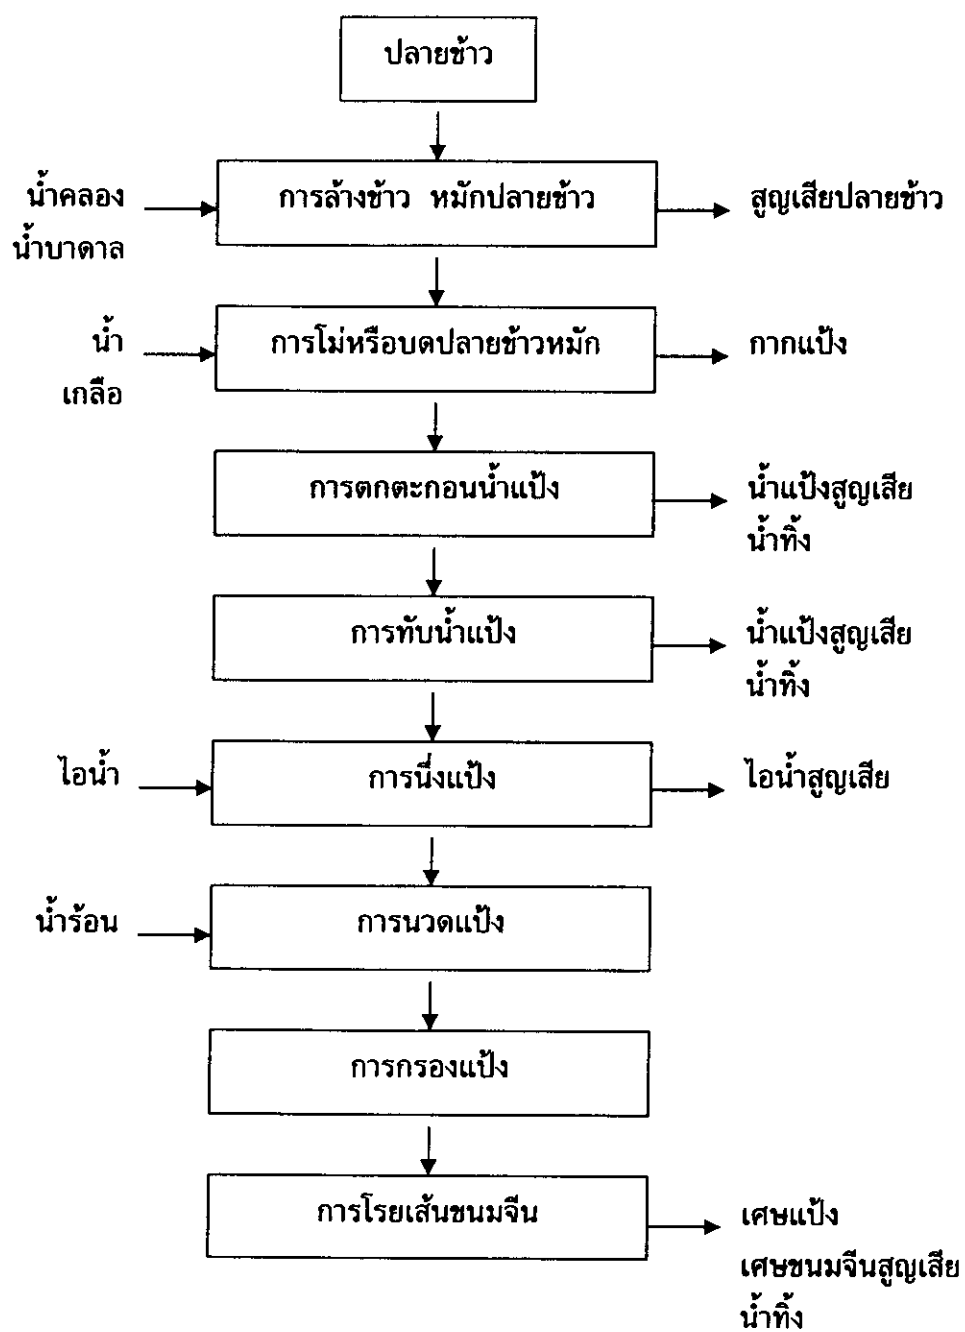 ปลายข้าว
น้ำคลอง
น้ำบาดาล
การล้างข้าว หมักปลายข้าว
สูญเสียปลายข้าว
น้ำ
เกลือ
การโม่หรือบดปลายข้าวหมัก
กากแป้ง
การตกตะกอนน้ำแป้ง
น้ำแป้งสูญเสีย
น้ำทิ้ง
การทับน้ำแป้ง
น้ำแป้งสูญเสีย
น้ำทิ้ง
ไอน้ำ
การนึ่งแป้ง
ไอน้ำสูญเสีย
น้ำร้อน
การนวดแป้ง
การกรองแป้ง
การโรยเส้นขนมจีน
เศษแป้ง
เศษขนมจีนสูญเสีย
น้ำทิ้ง